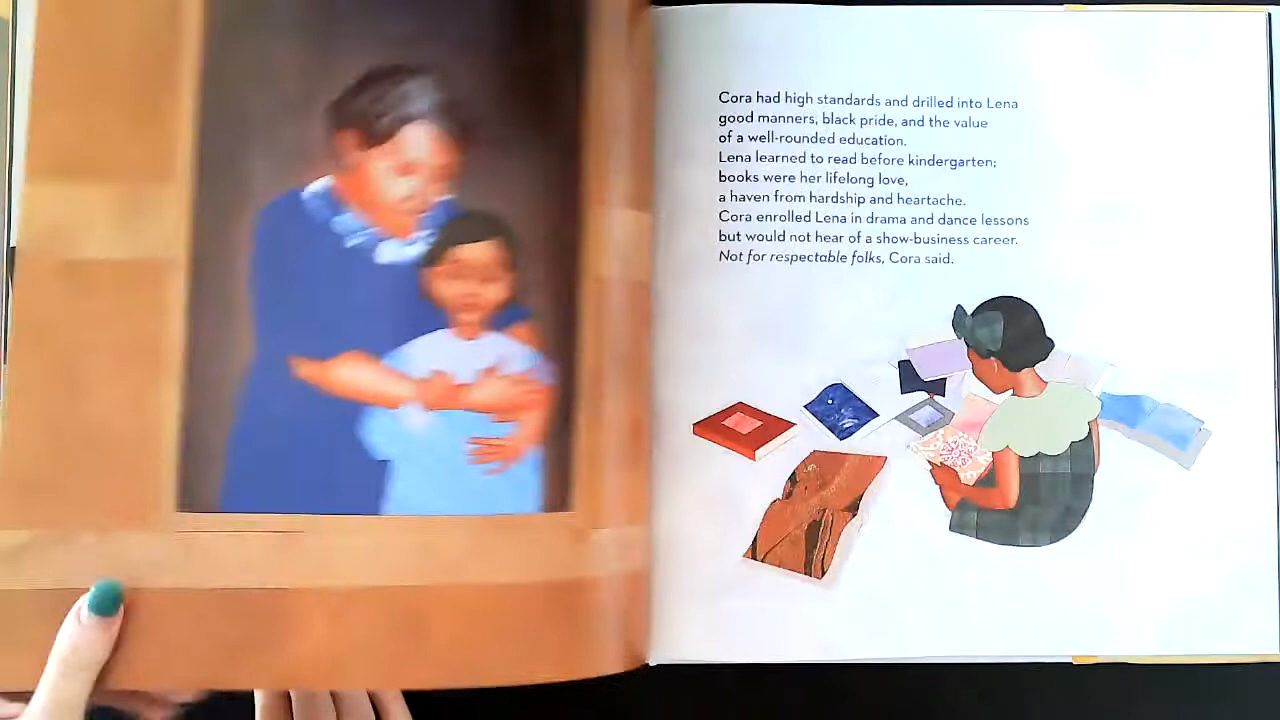 Cora had high standards and drilled into Lena
good manners, black pride, and the value
of a well-rounded education.
Lena learned to read before kindergarten;
books were her lifelong love,
a haven from hardship and heartache.
Cora enrolled Lena in drama and dance lessons
but would not hear of a show-business career.
Not for respectable folks, Cora said.